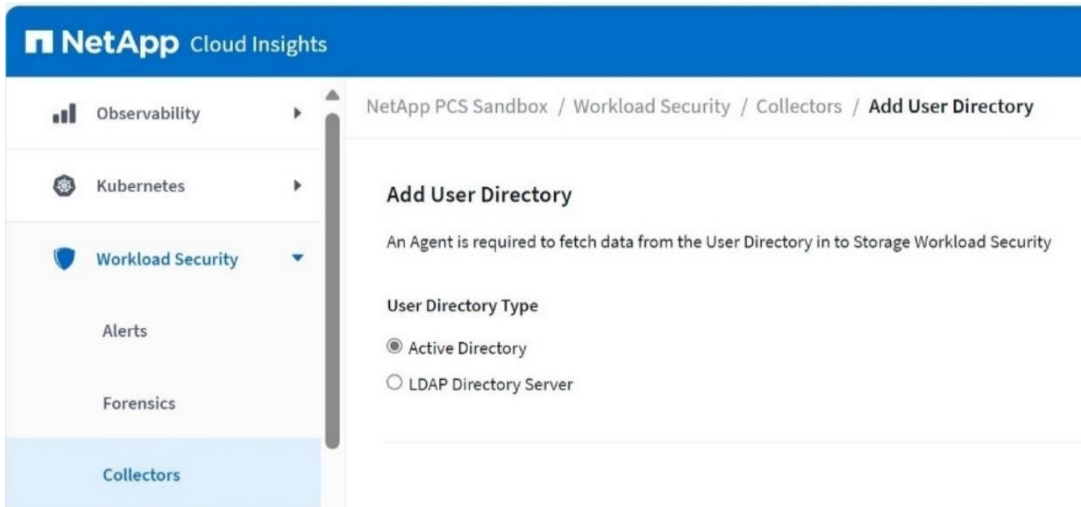 NetApp Cloud Insights
Observability
Kubernetes
Workload Security
Alerts
Forensics
Collectors
NetApp PCS Sandbox / Workload Security / Collectors / Add User Directory
Add User Directory
An Agent is required to fetch data from the User Directory in to Storage Workload Security
User Directory Type
Active Directory
LDAP Directory Server